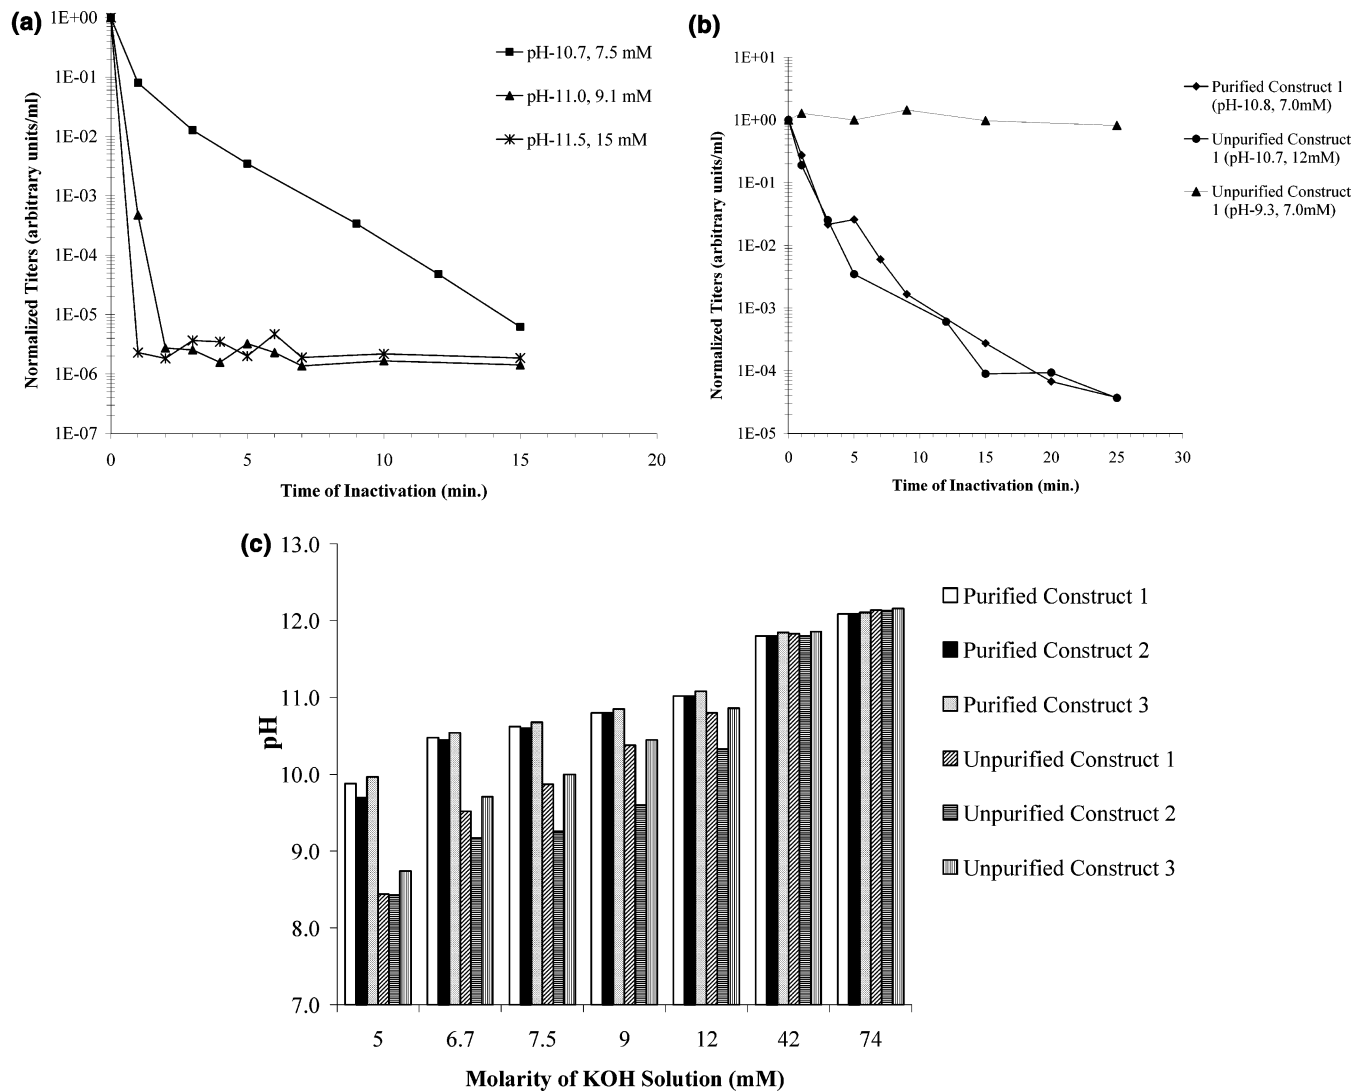 (a)
1E+00
1E-01
1E-02
1E-03
1E-04
1E-05
1E-06
1E-07
Normalized Titers (arbitrary units/ml)
0 5 10 15 20
Time of Inactivation (min.)
pH-10.7, 7.5 mM
pH-11.0, 9.1 mM
pH-11.5, 15 mM
(b)
1E+01
1E+00
1E-01
1E-02
1E-03
1E-04
1E-05
Normalized Titers (arbitrary units/ml)
0 5 10 15 20 25 30
Time of Inactivation (min.)
Purified Construct 1
(pH-10.8, 7.0mM)
Unpurified Construct
1 (pH-10.7, 12mM)
Unpurified Construct
1 (pH-9.3, 7.0mM)
(c)
13.0
12.0
11.0
10.0
9.0
8.0
7.0
pH
5 6.7 7.5 9 12 42 74
Molarity of KOH Solution (mM)
Purified Construct 1
Purified Construct 2
Purified Construct 3
Unpurified Construct 1
Unpurified Construct 2
Unpurified Construct 3